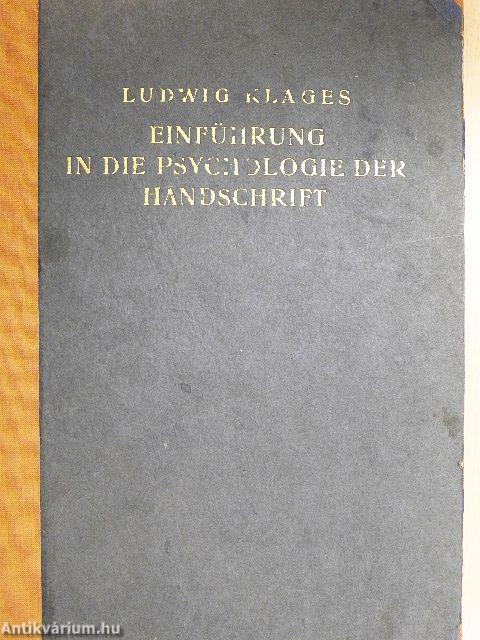 LUDWIG KLAGES
EINFÜHRUNG
IN DIE PSYCHOLOGIE DER
HANDSCHRIFT
Antikvárium.hu